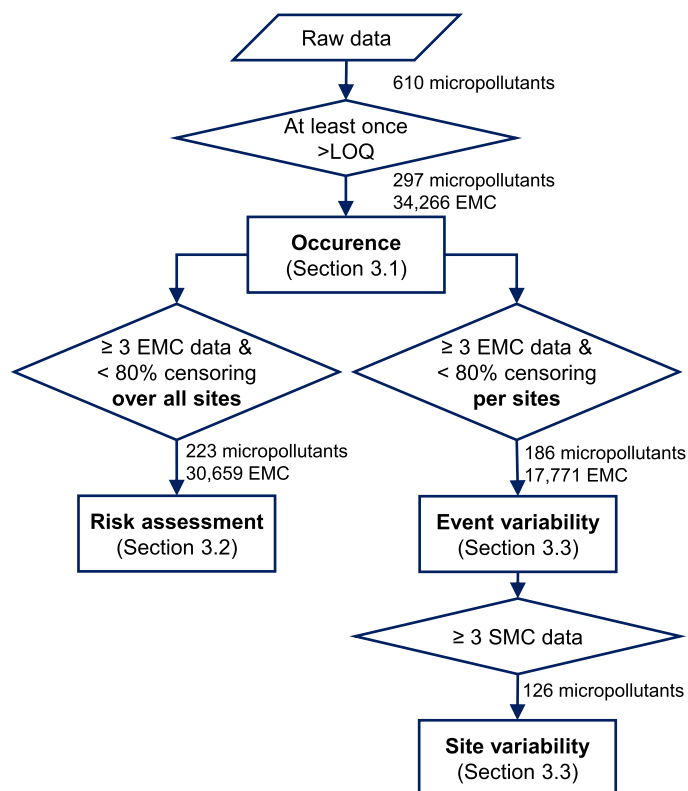 Raw data
610 micropollutants
At least once
>LOQ
297 micropollutants
34,266 EMC
Occurence
(Section 3.1)
≥ 3 EMC data &
< 80% censoring
over all sites
≥ 3 EMC data &
< 80% censoring
per sites
223 micropollutants
30,659 EMC
186 micropollutants
17,771 EMC
Risk assessment
(Section 3.2)
Event variability
(Section 3.3)
≥ 3 SMC data
126 micropollutants
Site variability
(Section 3.3)